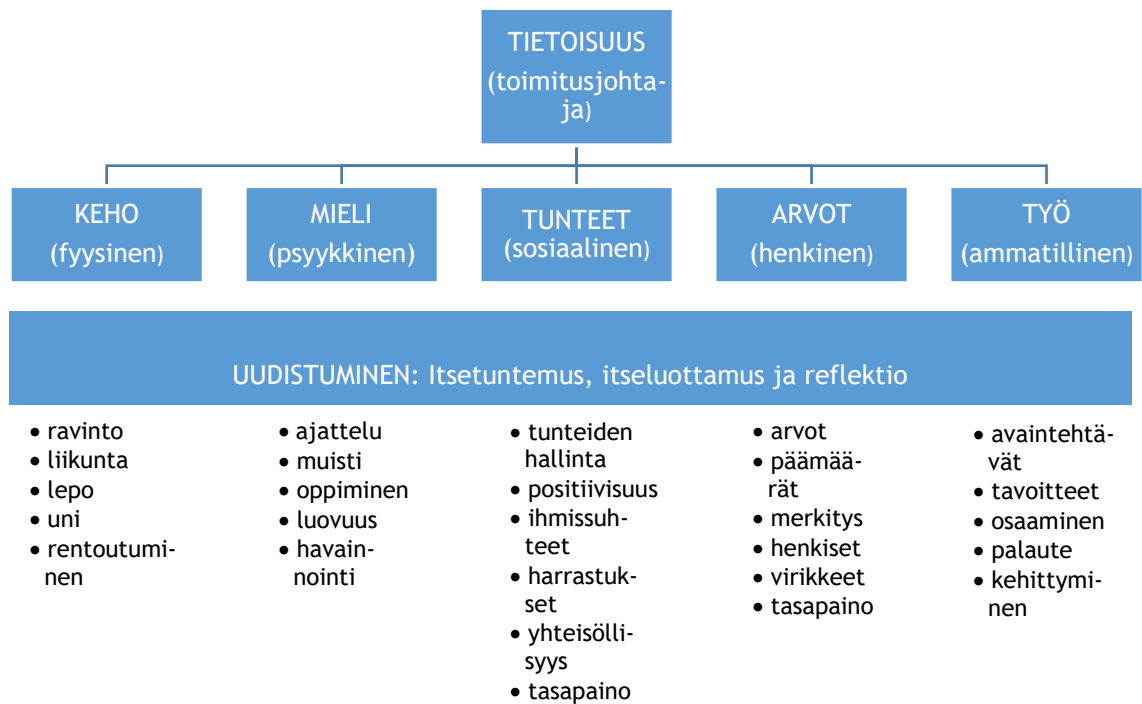 TIETOISUUS
(toimitusjohta-
ja)
KEHO
(fyysinen)
MIELI
(psyykkinen)
TUNTEET
(sosiaalinen)
ARVOT
(henkinen)
TYÖ
(ammatillinen)
UUDISTUMINEN: Itsetuntemus, itseluottamus ja reflektio
• ravinto
• liikunta
• lepo
• uni
• rentoutumi-
nen
• ajattelu
• muisti
• oppiminen
• luovuus
• havain-
nointi
• tunteiden
hallinta
• positiivisuus
• ihmissuh-
teet
• harrastuk-
set
• yhteisölli-
syys
• tasapaino
• arvot
• päämää-
rät
• merkitys
• henkiset
• virikkeet
• tasapaino
• avaintehtä-
vät
• tavoitteet
• osaaminen
• palaute
• kehittymi-
nen